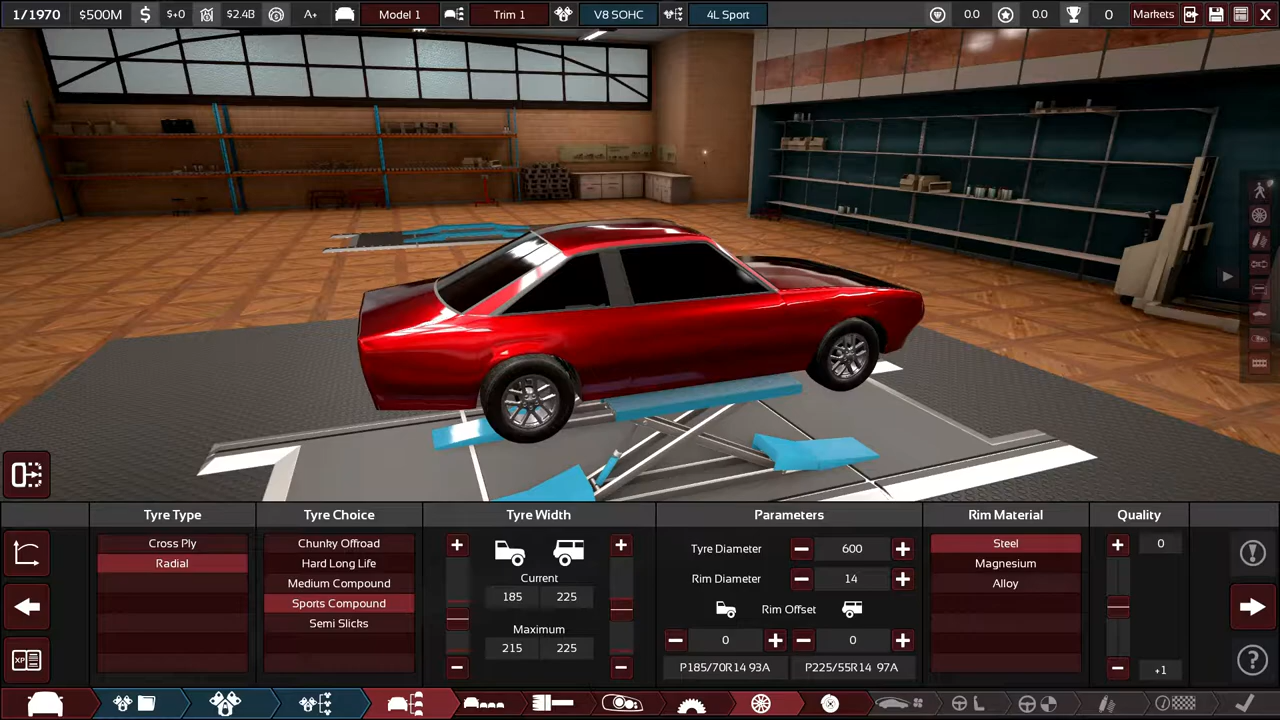 1/1970 $500M $ $+0 $2.4B A+ Model 1 Trim 1 V8 SOHC 4L Sport 0.0 0.0 0 Markets
Tyre Type
Cross Ply
Radial
Tyre Choice
Chunky Offroad
Hard Long Life
Medium Compound
Sports Compound
Semi Slicks
Tyre Width
+ +
Current
185 225
Maximum
215 225
- -
Parameters
Tyre Diameter - 600 +
Rim Diameter - 14 +
Rim Offset
- 0 + - 0 +
P185/70R14 93A P225/55R14 97A
Rim Material
Steel
Magnesium
Alloy
Quality
+ 0
- +1
XP